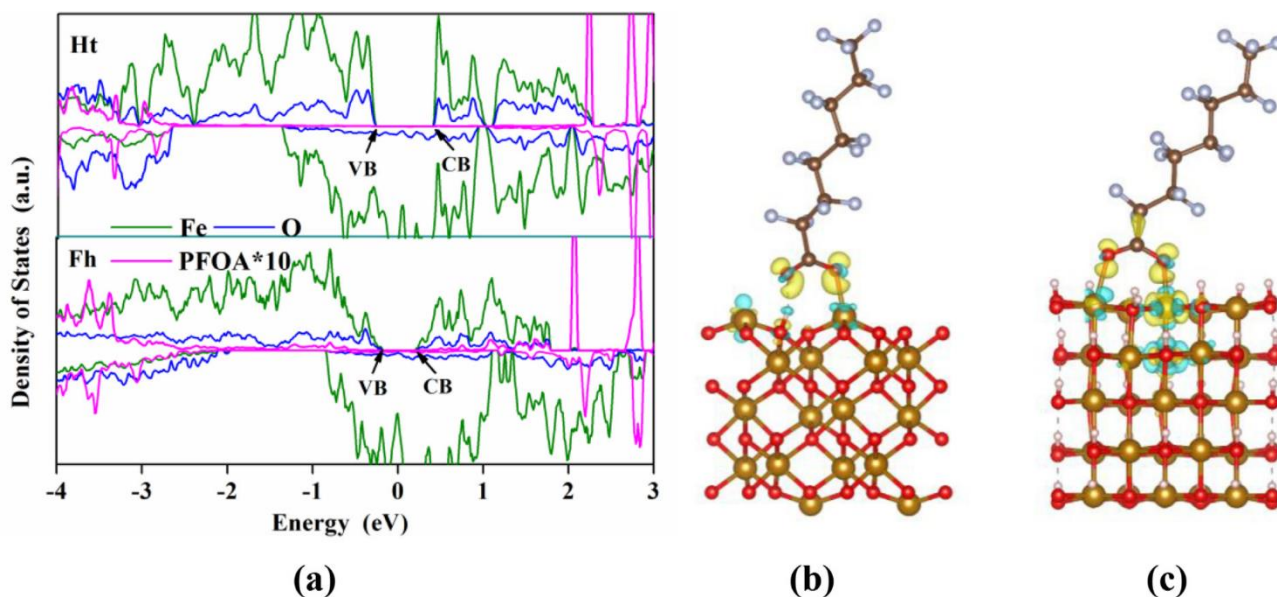 Ht
VB
CB
Fe
O
Fh
PFOA*10
VB
CB
Density of States (a.u.)
-4
-3
-2
-1
0
1
2
3
Energy (eV)
(a)
(b)
(c)